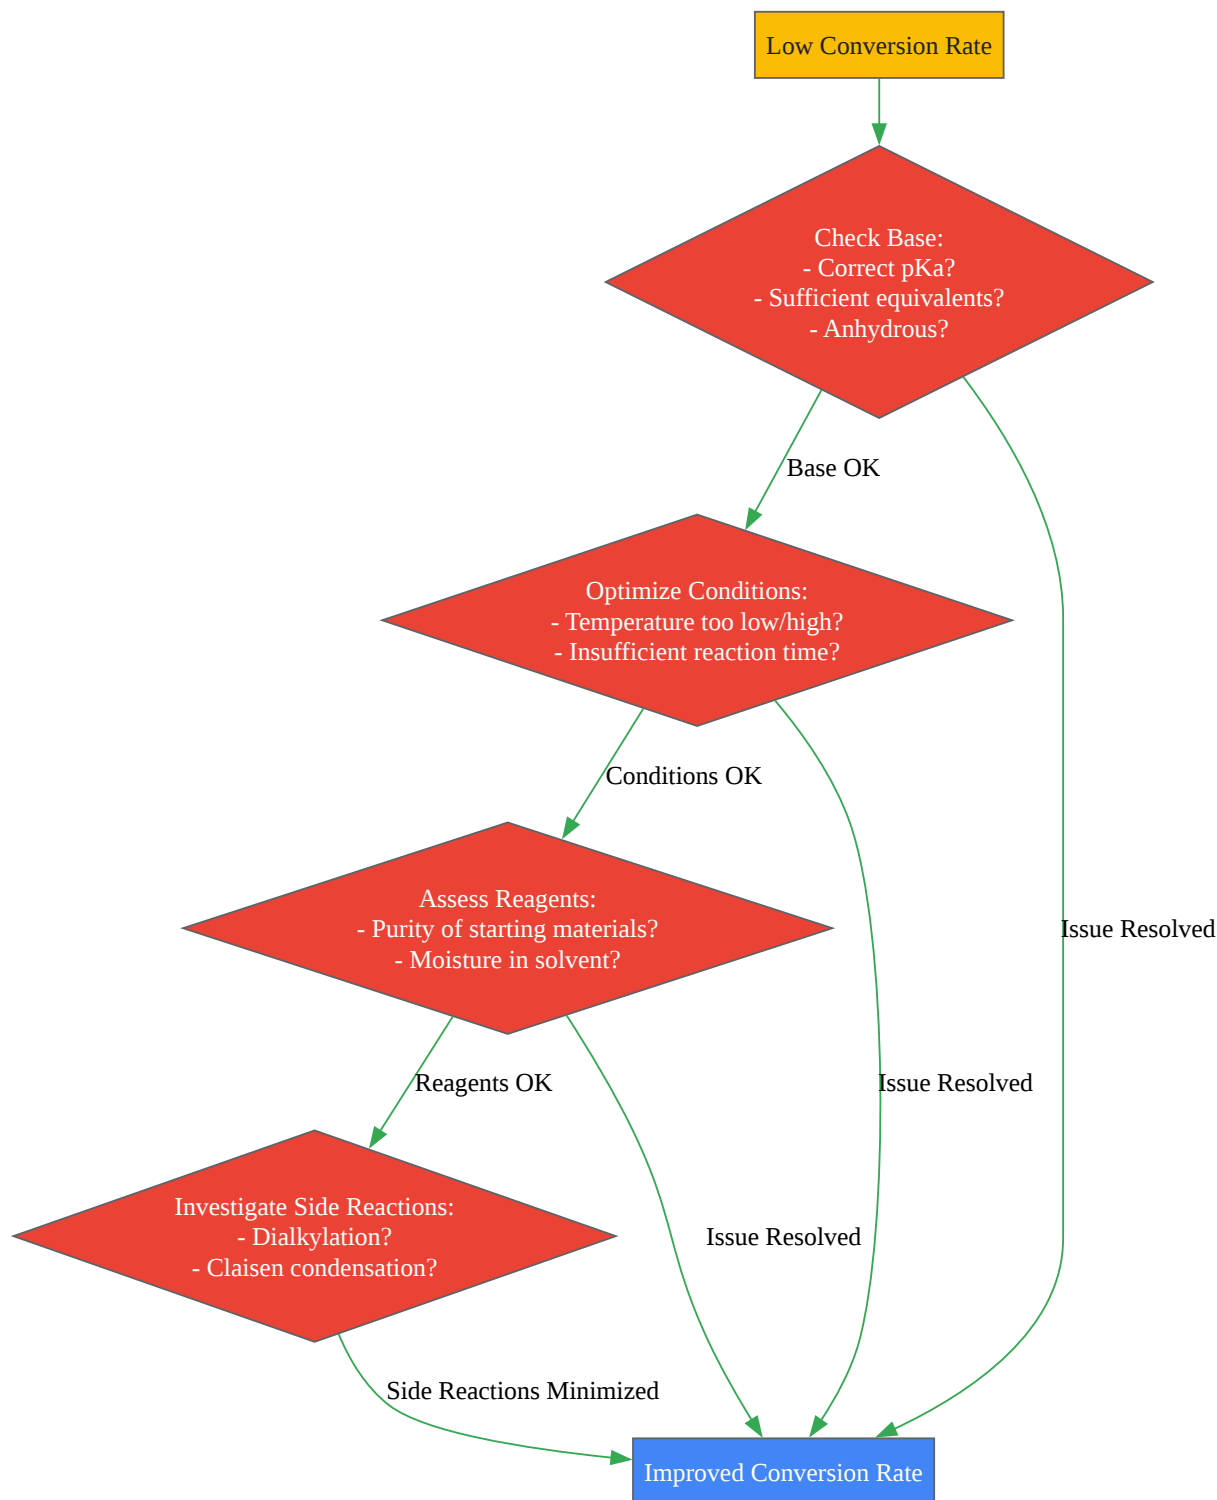 Low Conversion Rate
Check Base:
- Correct pKa?
- Sufficient equivalents?
- Anhydrous?
Base OK
Optimize Conditions:
- Temperature too low/high?
- Insufficient reaction time?
Conditions OK
Assess Reagents:
- Purity of starting materials?
- Moisture in solvent?
Issue Resolved
Reagents OK
Issue Resolved
Investigate Side Reactions:
- Dialkylation?
- Claisen condensation?
Issue Resolved
Side Reactions Minimized
Improved Conversion Rate